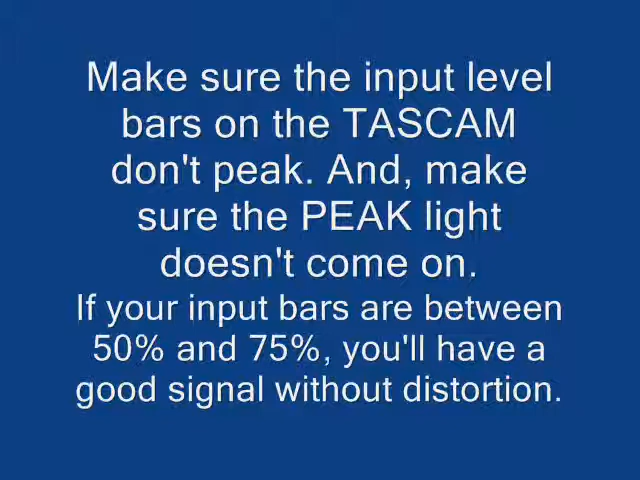 Make sure the input level
bars on the TASCAM
don't peak. And, make
sure the PEAK light
doesn't come on.
If your input bars are between
50% and 75%, you'll have a
good signal without distortion.